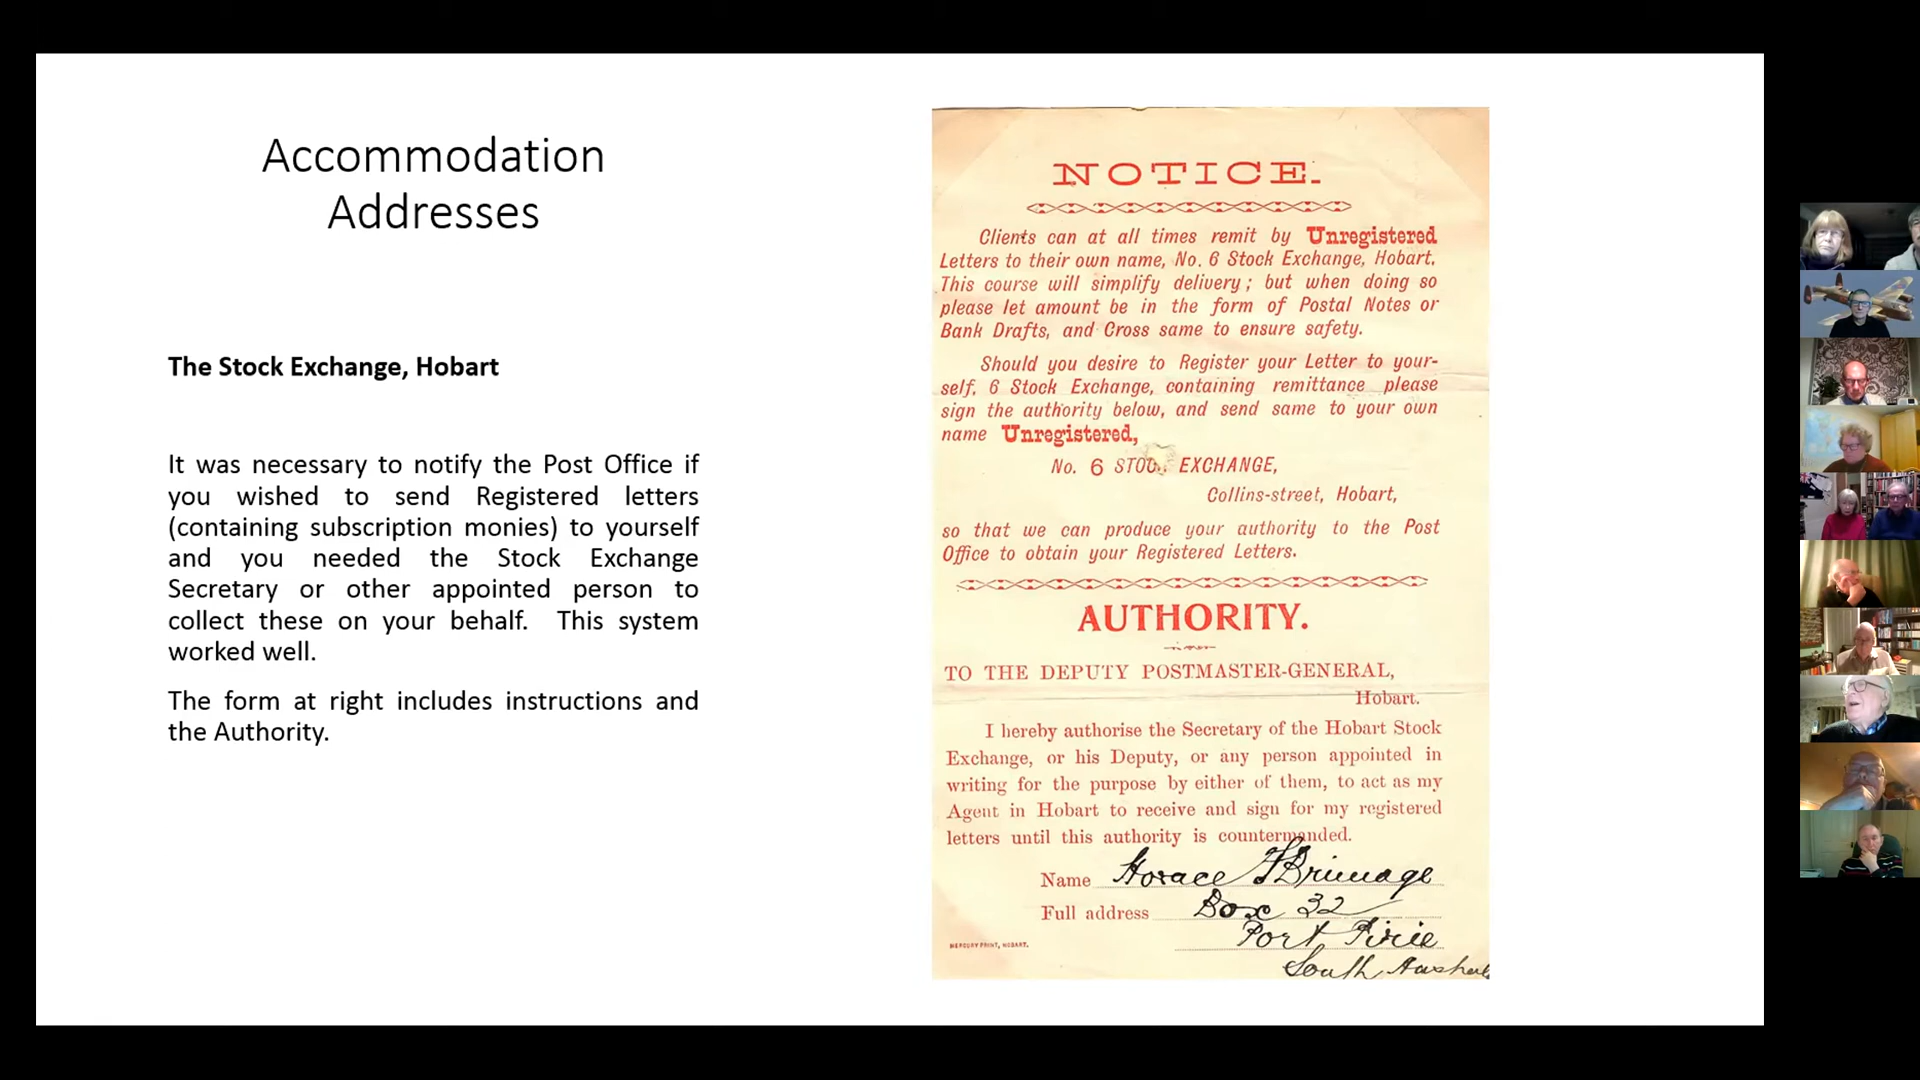 Accommodation
Addresses
The Stock Exchange, Hobart
It was necessary to notify the Post Office if
you wished to send Registered letters
(containing subscription monies) to yourself
and you needed the Stock Exchange
Secretary or other appointed person to
collect these on your behalf. This system
worked well.
The form at right includes instructions and
the Authority.
NOTICE.
Clients can at all times remit by Unregistered
Letters to their own name, No. 6 Stock Exchange, Hobart.
This course will simplify delivery; but when doing so
please let amount be in the form of Postal Notes or
Bank Drafts, and Cross same to ensure safety.
Should you desire to Register your Letter to your-
self, 6 Stock Exchange, containing remittance please
sign the authority below, and send same to your own
name Unregistered,
No. 6 STOCK EXCHANGE,
Collins-street, Hobart,
so that we can produce your authority to the Post
Office to obtain your Registered Letters.
AUTHORITY.
TO THE DEPUTY POSTMASTER-GENERAL,
Hobart.
I hereby authorise the Secretary of the Hobart Stock
Exchange, or his Deputy, or any person appointed in
writing for the purpose by either of them, to act as my
Agent in Hobart to receive and sign for my registered
letters until this authority is countermanded.
Name Horace Brimage
Full address Box 32
Port Pirie
MERCURY PRINT, HOBART.
South